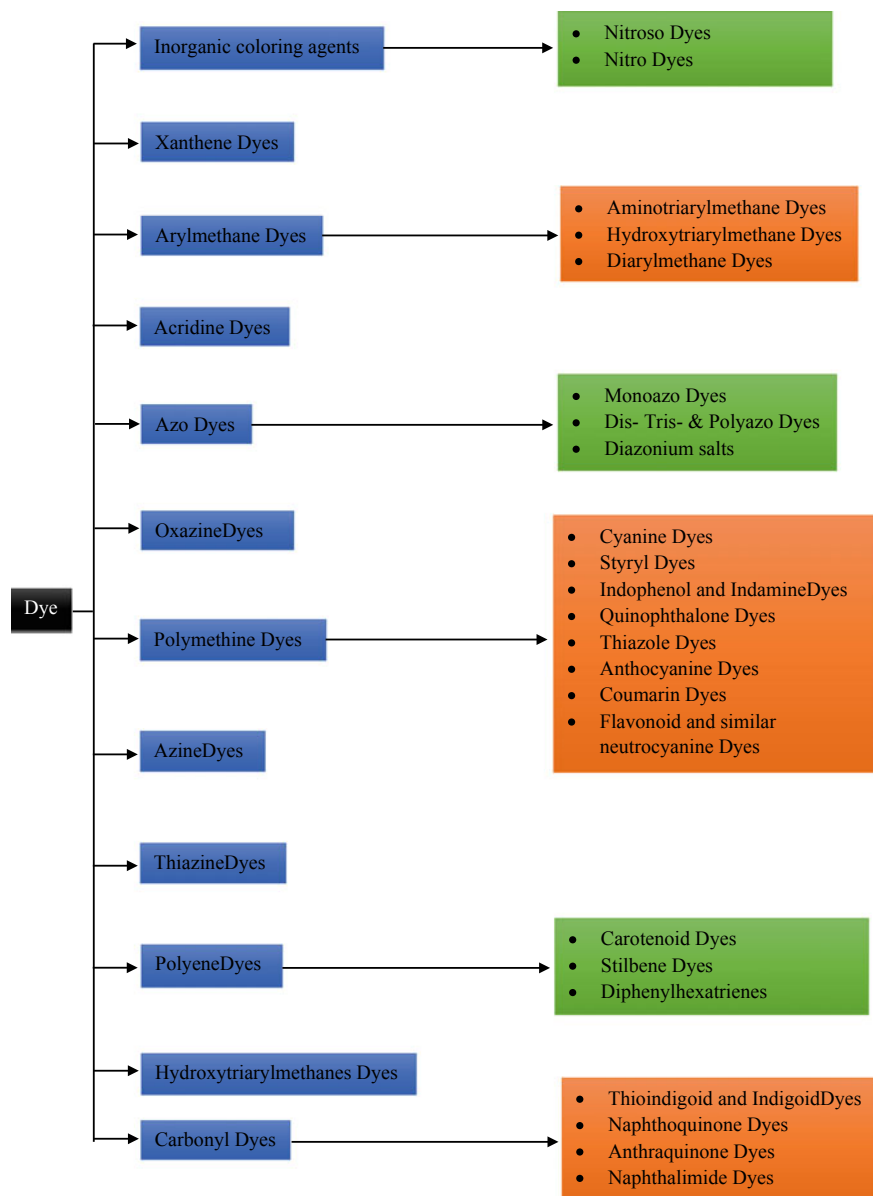 Inorganic coloring agents
• Nitroso Dyes
• Nitro Dyes
Xanthene Dyes
Arylmethane Dyes
• Aminotriarylmethane Dyes
• Hydroxytriarylmethane Dyes
• Diarylmethane Dyes
Acridine Dyes
Azo Dyes
• Monoazo Dyes
• Dis- Tris- & Polyazo Dyes
• Diazonium salts
OxazineDyes
Dye
Polymethine Dyes
• Cyanine Dyes
• Styryl Dyes
• Indophenol and IndamineDyes
• Quinophthalone Dyes
• Thiazole Dyes
• Anthocyanine Dyes
• Coumarin Dyes
• Flavonoid and similar
neutrocyanine Dyes
AzineDyes
ThiazineDyes
PolyeneDyes
• Carotenoid Dyes
• Stilbene Dyes
• Diphenylhexatrienes
Hydroxytriarylmethanes Dyes
Carbonyl Dyes
• Thioindigoid and IndigoidDyes
• Naphthoquinone Dyes
• Anthraquinone Dyes
• Naphthalimide Dyes